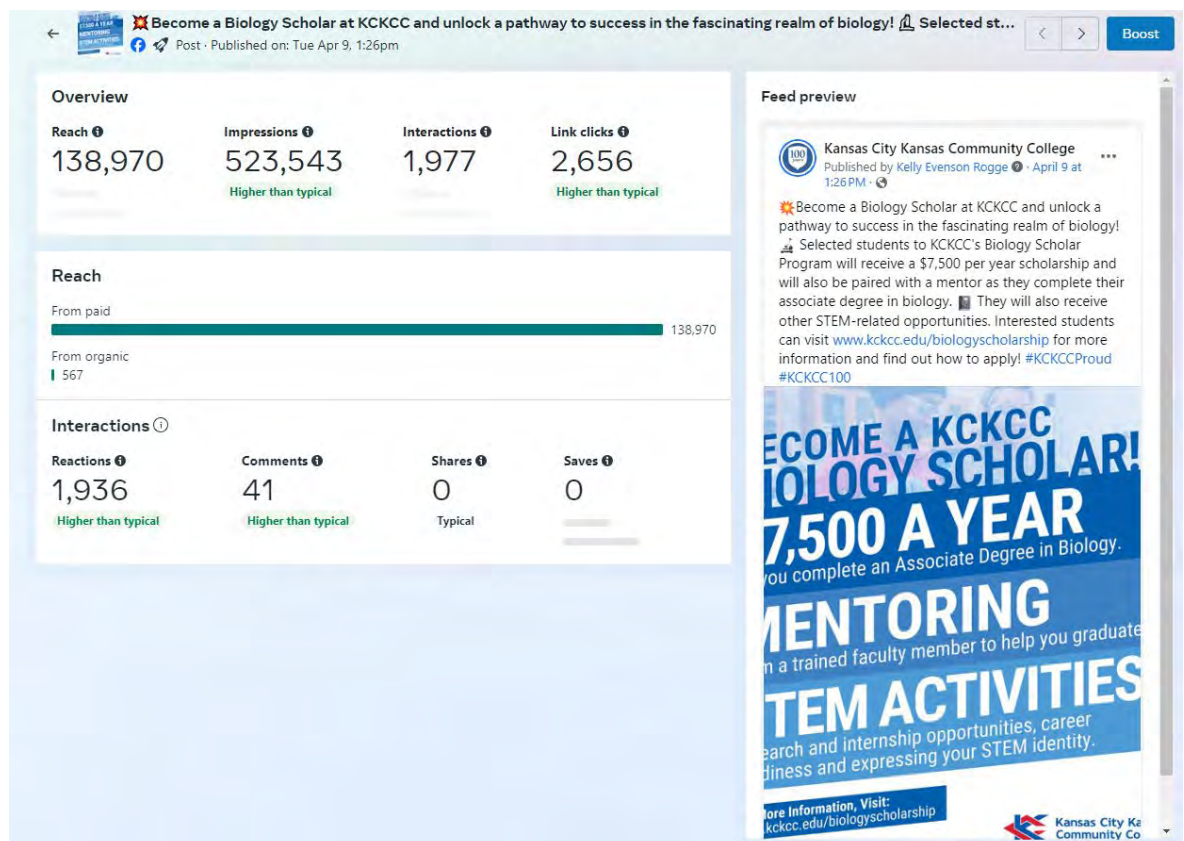 💥Become a Biology Scholar at KCKCC and unlock a pathway to success in the fascinating realm of biology! 🔬 Selected st...
Post · Published on: Tue Apr 9, 1:26pm
Boost
Overview
Reach Impressions Interactions Link clicks
138,970 523,543 1,977 2,656
Higher than typical Higher than typical
Reach
From paid
138,970
From organic
567
Interactions
Reactions Comments Shares Saves
1,936 41 0 0
Higher than typical Higher than typical Typical
Feed preview
Kansas City Kansas Community College
Published by Kelly Evenson Rogge · April 9 at
1:26 PM ·
💥Become a Biology Scholar at KCKCC and unlock a
pathway to success in the fascinating realm of biology!
🔬 Selected students to KCKCC's Biology Scholar
Program will receive a $7,500 per year scholarship and
will also be paired with a mentor as they complete their
associate degree in biology. 📓 They will also receive
other STEM-related opportunities. Interested students
can visit www.kckcc.edu/biologyscholarship for more
information and find out how to apply! #KCKCCProud
#KCKCC100
ECOME A KCKCC
IOLOGY SCHOLAR!
7,500 A YEAR
you complete an Associate Degree in Biology.
MENTORING
m a trained faculty member to help you graduate
TEM ACTIVITIES
earch and internship opportunities, career
diness and expressing your STEM identity.
ore Information, Visit:
kckcc.edu/biologyscholarship
Kansas City Ka
Community Co